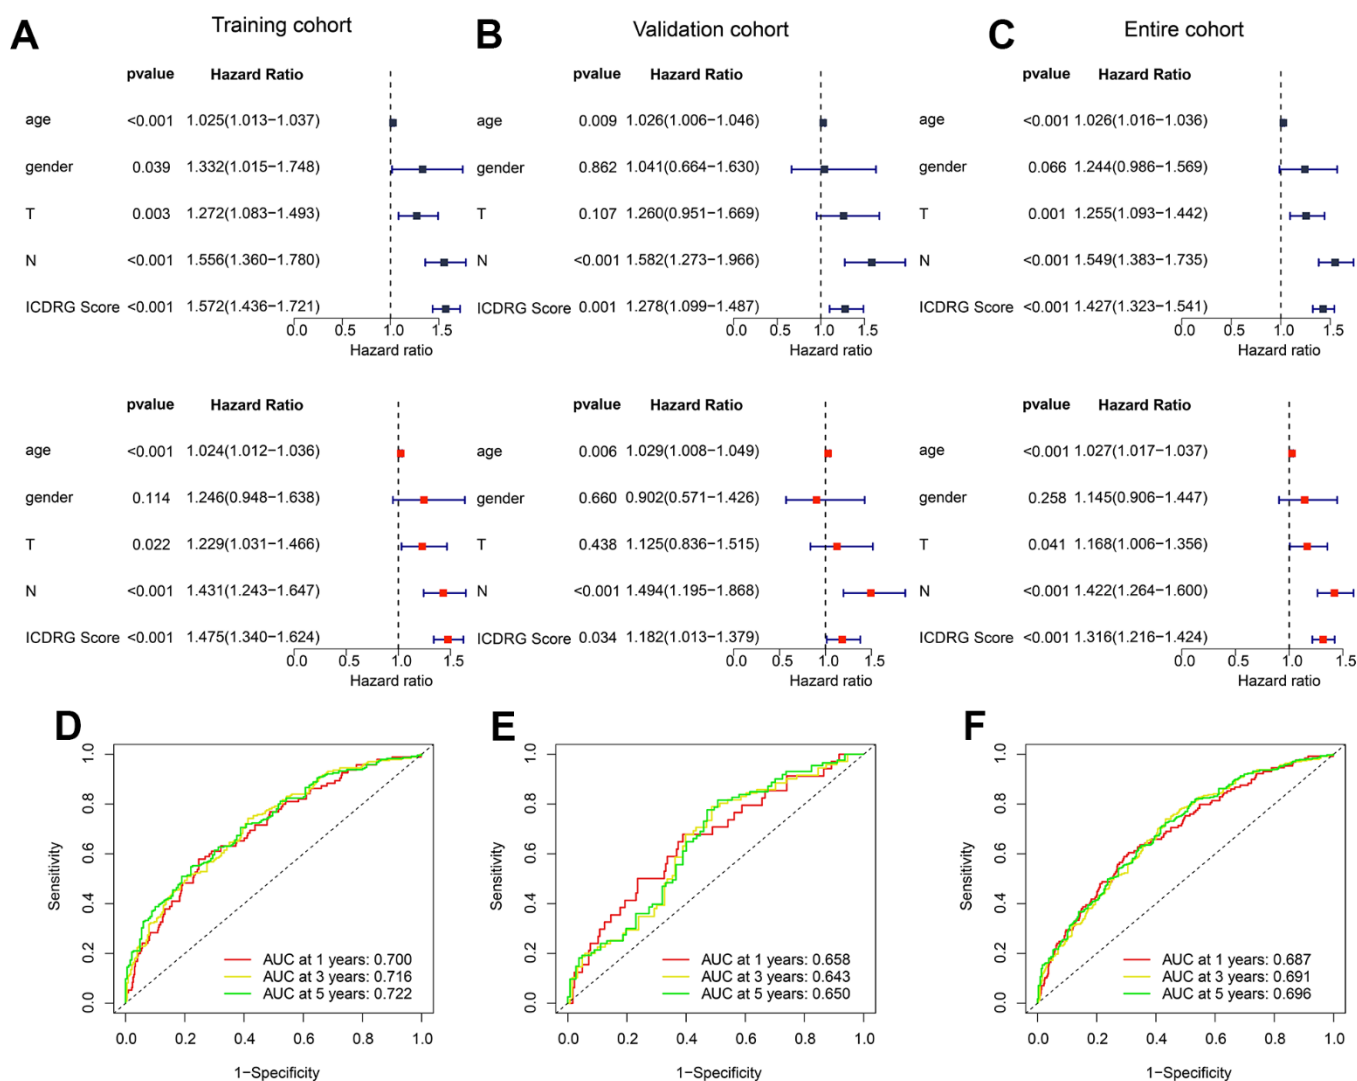 A Training cohort
pvalue Hazard Ratio
age <0.001 1.025(1.013−1.037)
gender 0.039 1.332(1.015−1.748)
T 0.003 1.272(1.083−1.493)
N <0.001 1.556(1.360−1.780)
ICDRG Score <0.001 1.572(1.436−1.721)
0.0 0.5 1.0 1.5
Hazard ratio
pvalue Hazard Ratio
age <0.001 1.024(1.012−1.036)
gender 0.114 1.246(0.948−1.638)
T 0.022 1.229(1.031−1.466)
N <0.001 1.431(1.243−1.647)
ICDRG Score <0.001 1.475(1.340−1.624)
0.0 0.5 1.0 1.5
Hazard ratio
B Validation cohort
pvalue Hazard Ratio
age 0.009 1.026(1.006−1.046)
gender 0.862 1.041(0.664−1.630)
T 0.107 1.260(0.951−1.669)
N <0.001 1.582(1.273−1.966)
ICDRG Score 0.001 1.278(1.099−1.487)
0.0 0.5 1.0 1.5
Hazard ratio
pvalue Hazard Ratio
age 0.006 1.029(1.008−1.049)
gender 0.660 0.902(0.571−1.426)
T 0.438 1.125(0.836−1.515)
N <0.001 1.494(1.195−1.868)
ICDRG Score 0.034 1.182(1.013−1.379)
0.0 0.5 1.0 1.5
Hazard ratio
C Entire cohort
pvalue Hazard Ratio
age <0.001 1.026(1.016−1.036)
gender 0.066 1.244(0.986−1.569)
T 0.001 1.255(1.093−1.442)
N <0.001 1.549(1.383−1.735)
ICDRG Score <0.001 1.427(1.323−1.541)
0.0 0.5 1.0 1.5
Hazard ratio
pvalue Hazard Ratio
age <0.001 1.027(1.017−1.037)
gender 0.258 1.145(0.906−1.447)
T 0.041 1.168(1.006−1.356)
N <0.001 1.422(1.264−1.600)
ICDRG Score <0.001 1.316(1.216−1.424)
0.0 0.5 1.0 1.5
Hazard ratio
D
Sensitivity
0.0 0.2 0.4 0.6 0.8 1.0
AUC at 1 years: 0.700
AUC at 3 years: 0.716
AUC at 5 years: 0.722
0.0 0.2 0.4 0.6 0.8 1.0
1−Specificity
E
Sensitivity
0.0 0.2 0.4 0.6 0.8 1.0
AUC at 1 years: 0.658
AUC at 3 years: 0.643
AUC at 5 years: 0.650
0.0 0.2 0.4 0.6 0.8 1.0
1−Specificity
F
Sensitivity
0.0 0.2 0.4 0.6 0.8 1.0
AUC at 1 years: 0.687
AUC at 3 years: 0.691
AUC at 5 years: 0.696
0.0 0.2 0.4 0.6 0.8 1.0
1−Specificity